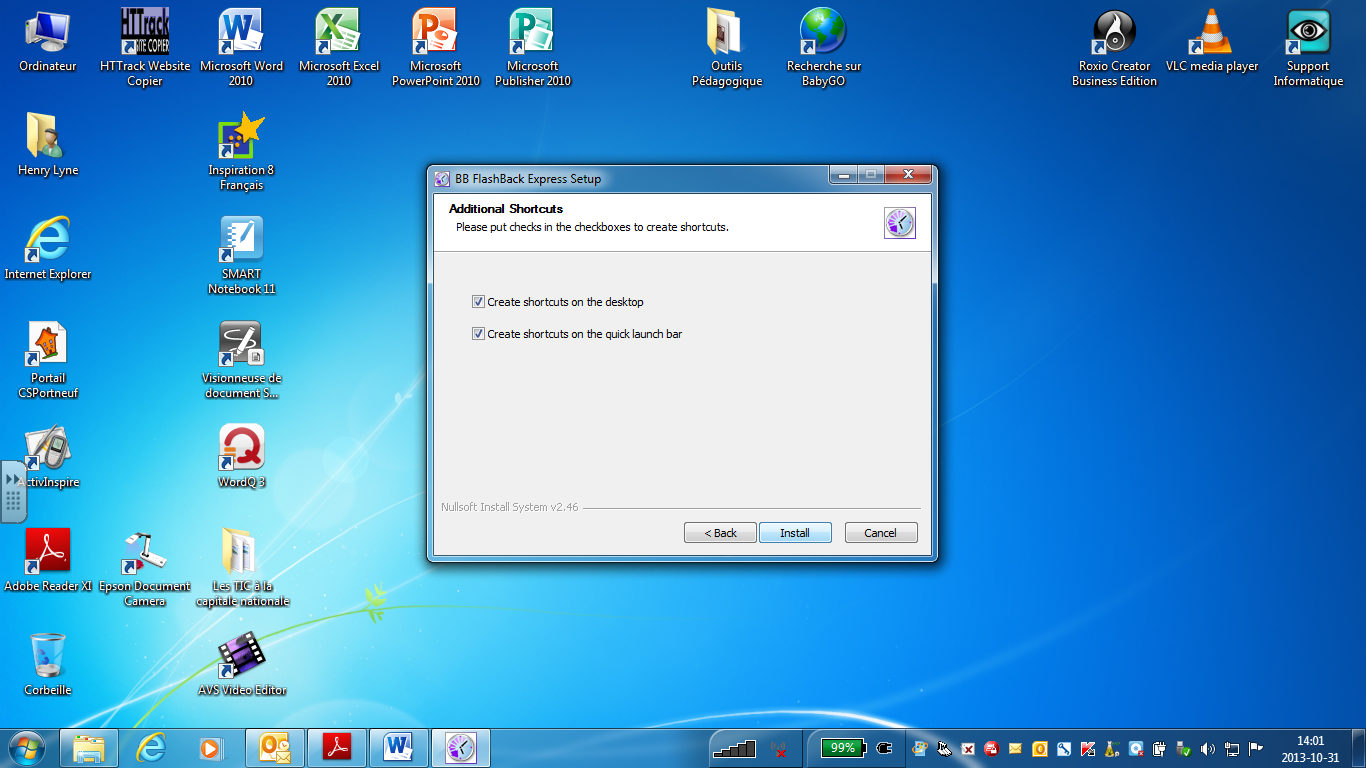 Ordinateur
HTTrack Website
Copier
Microsoft Word
2010
Microsoft Excel
2010
Microsoft
PowerPoint 2010
Microsoft
Publisher 2010
Outils
Pédagogique
Recherche sur
BabyGO
Roxio Creator
Business Edition
VLC media player
Support
Informatique
Henry Lyne
Inspiration 8
Français
Internet Explorer
SMART
Notebook 11
Portail
CSPortneuf
Visionneuse de
document S...
ActivInspire
WordQ 3
Adobe Reader XI
Epson Document
Camera
Les TIC à la
capitale nationale
Corbeille
AVS Video Editor
BB FlashBack Express Setup
Additional Shortcuts
Please put checks in the checkboxes to create shortcuts.
Create shortcuts on the desktop
Create shortcuts on the quick launch bar
Nullsoft Install System v2.46
< Back
Install
Cancel
99%
14:01
2013-10-31